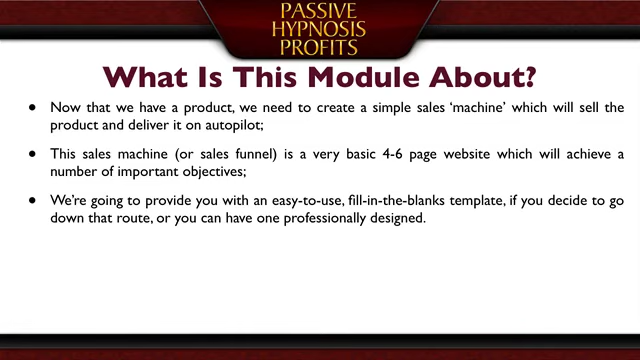 PASSIVE
HYPNOSIS
PROFITS
What Is This Module About?
• Now that we have a product, we need to create a simple sales ‘machine’ which will sell the
product and deliver it on autopilot;
• This sales machine (or sales funnel) is a very basic 4-6 page website which will achieve a
number of important objectives;
• We’re going to provide you with an easy-to-use, fill-in-the-blanks template, if you decide to go
down that route, or you can have one professionally designed.